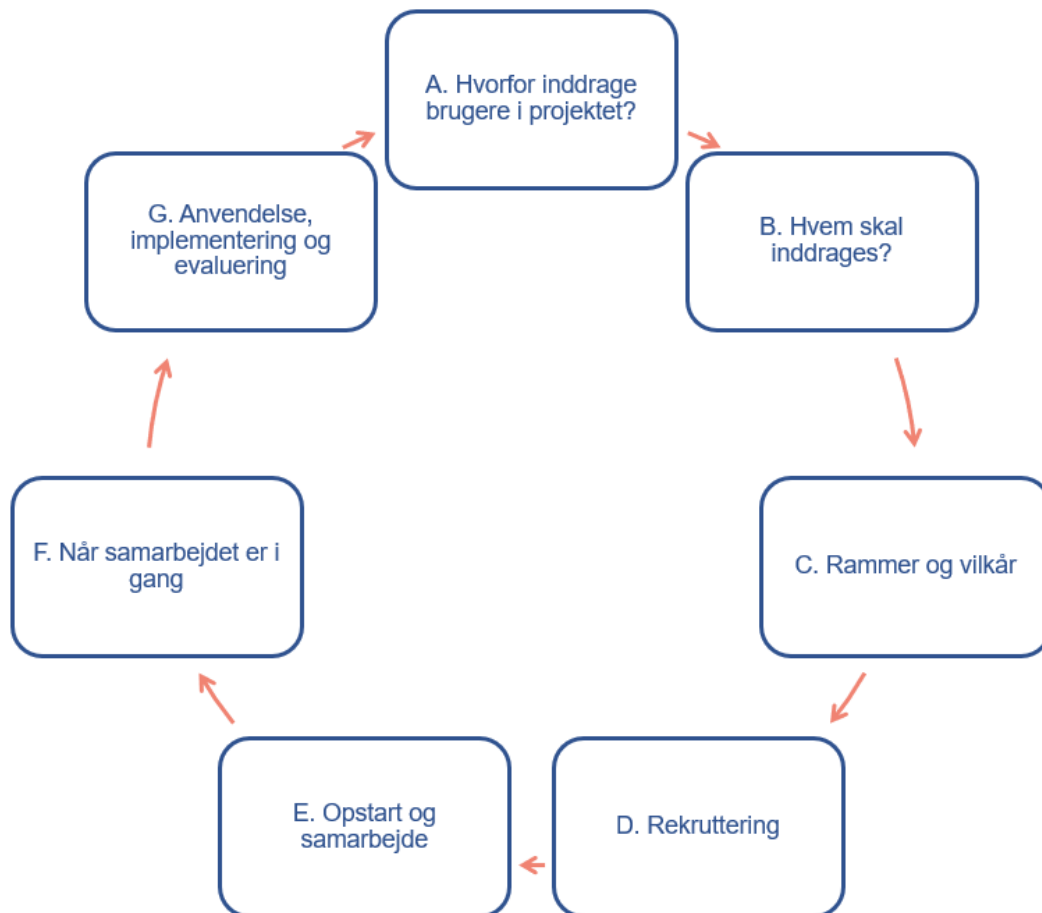 A. Hvorfor inddrage
brugere i projektet?
B. Hvem skal
inddrages?
C. Rammer og vilkår
D. Rekruttering
E. Opstart og
samarbejde
F. Når samarbejdet er i
gang
G. Anvendelse,
implementering og
evaluering